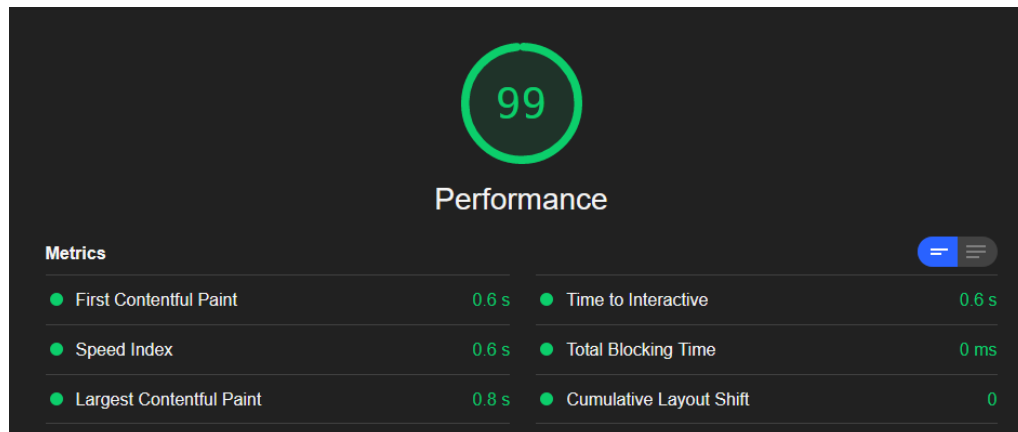 99
Performance
Metrics
First Contentful Paint 0.6 s
Time to Interactive 0.6 s
Speed Index 0.6 s
Total Blocking Time 0 ms
Largest Contentful Paint 0.8 s
Cumulative Layout Shift 0